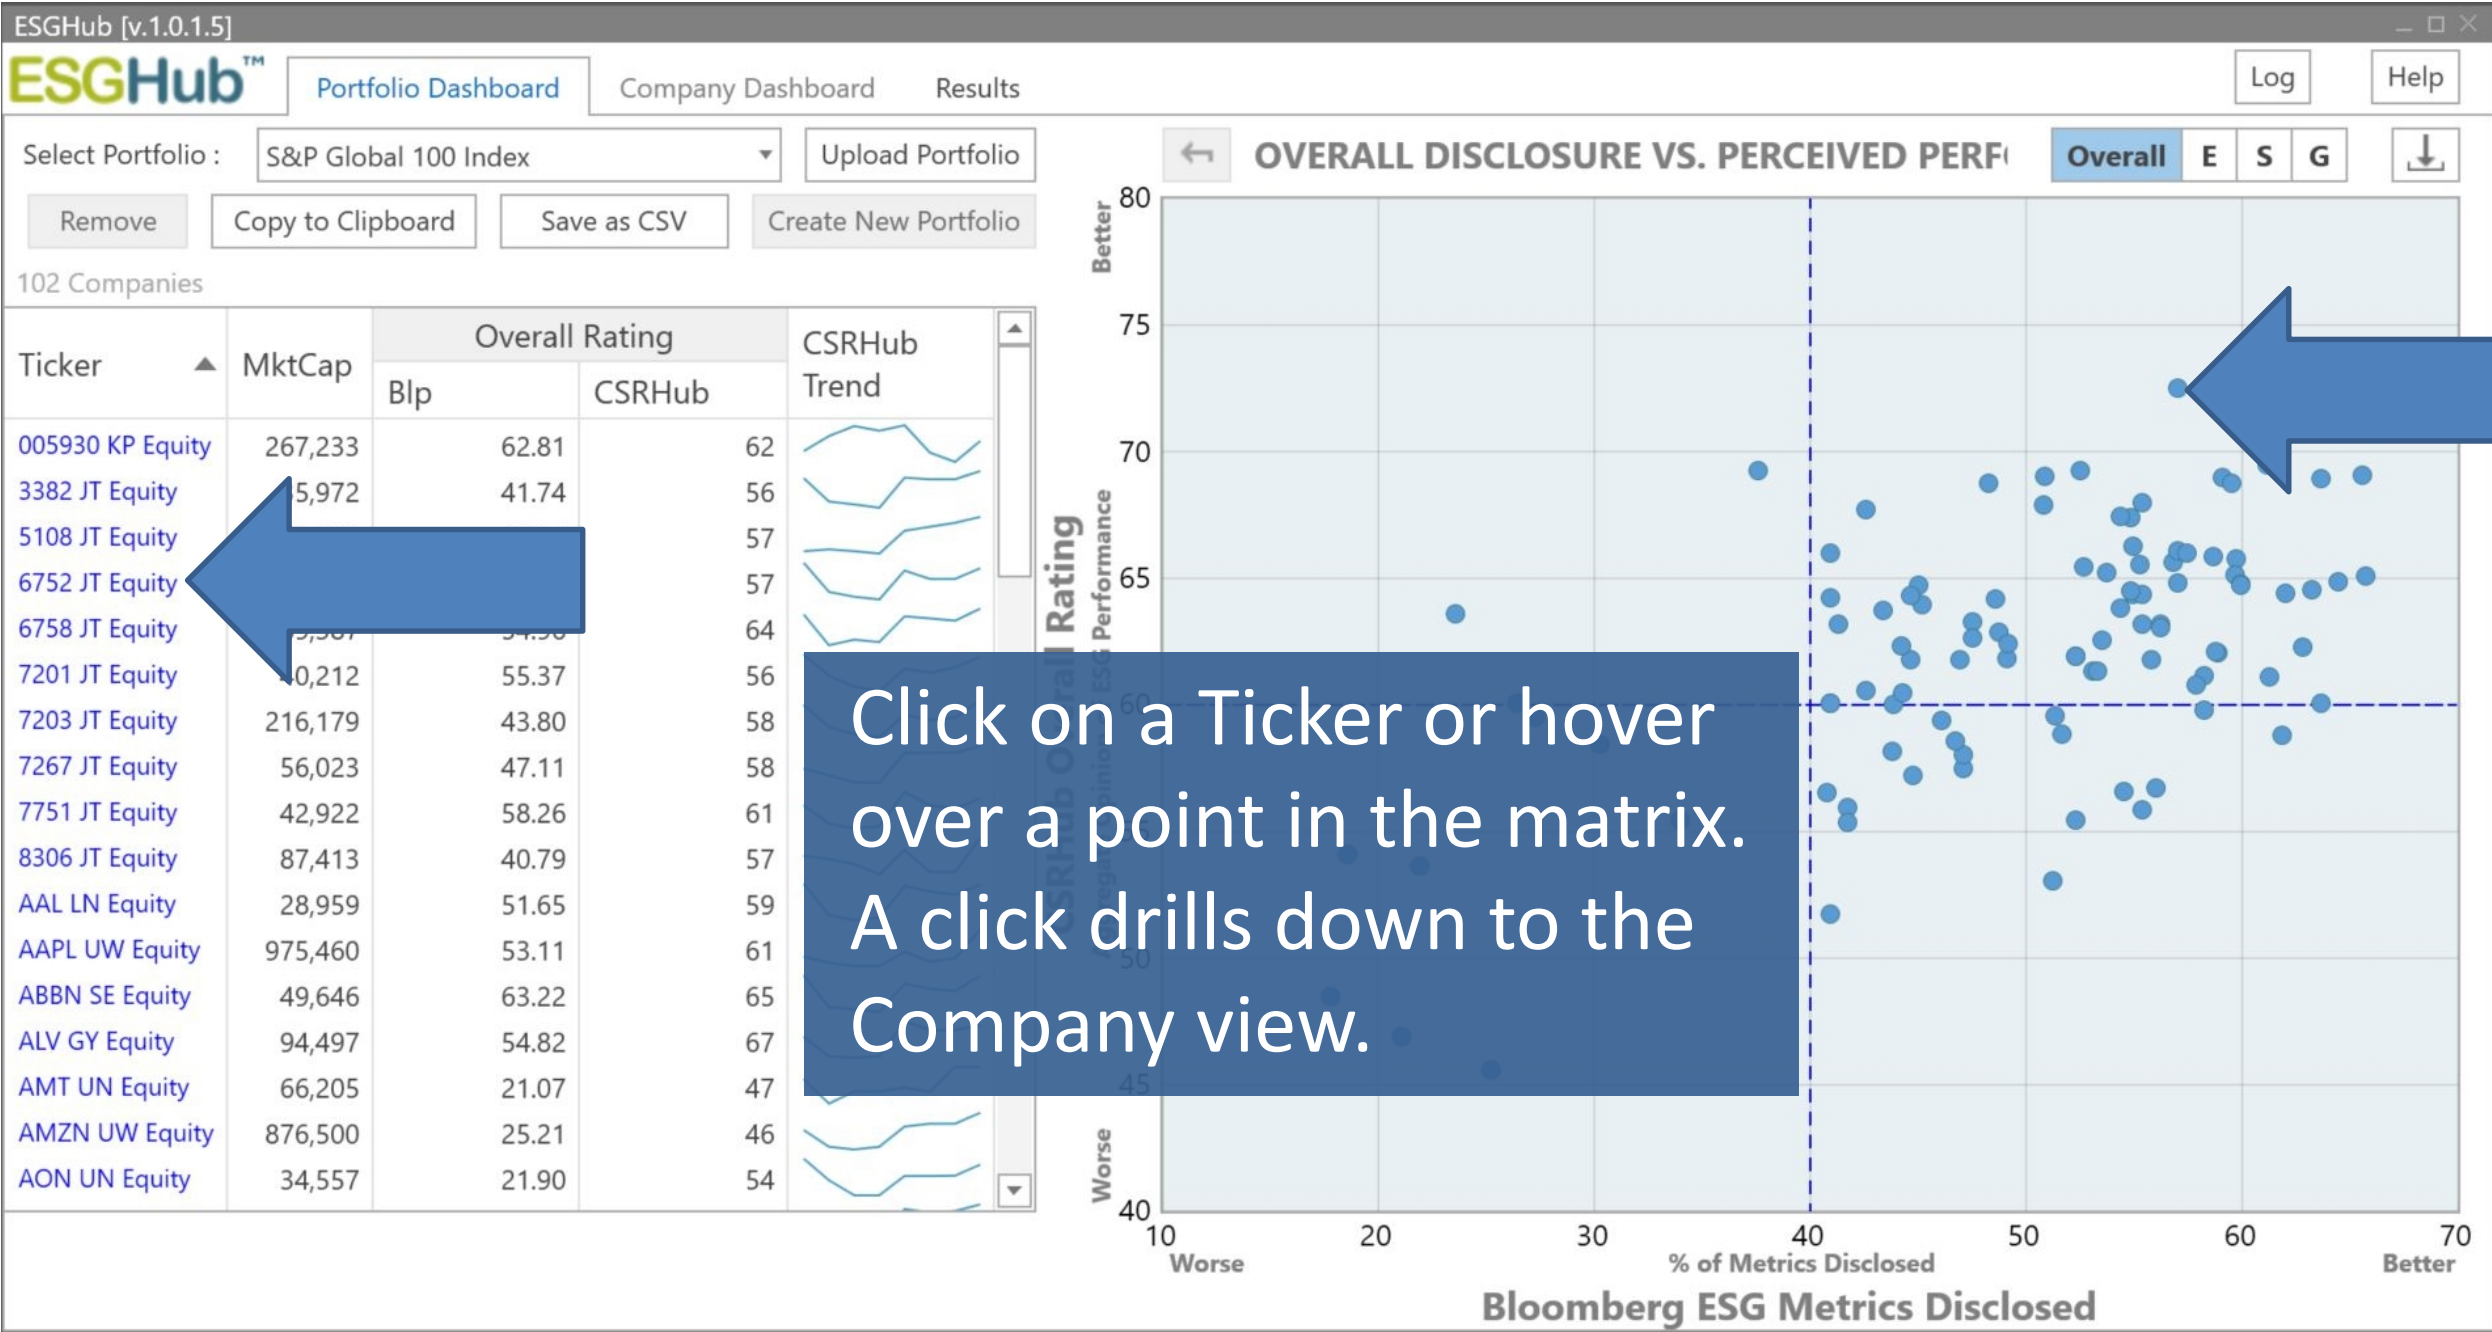 ESGHub [v.1.0.1.5]
ESGHub™ Portfolio Dashboard Company Dashboard Results Log Help
Select Portfolio : S&P Global 100 Index Upload Portfolio
Remove Copy to Clipboard Save as CSV Create New Portfolio
102 Companies
Ticker MktCap Overall Rating CSRHub Trend
Blp CSRHub
005930 KP Equity 267,233 62.81 62
3382 JT Equity 5,972 41.74 56
5108 JT Equity 57
6752 JT Equity 57
6758 JT Equity 64
7201 JT Equity 0,212 55.37 56
7203 JT Equity 216,179 43.80 58
7267 JT Equity 56,023 47.11 58
7751 JT Equity 42,922 58.26 61
8306 JT Equity 87,413 40.79 57
AAL LN Equity 28,959 51.65 59
AAPL UW Equity 975,460 53.11 61
ABBN SE Equity 49,646 63.22 65
ALV GY Equity 94,497 54.82 67
AMT UN Equity 66,205 21.07 47
AMZN UW Equity 876,500 25.21 46
AON UN Equity 34,557 21.90 54
OVERALL DISCLOSURE VS. PERCEIVED PERF
Overall E S G
Better
80
75
70
65
60
50
45
40
Worse
Rating
ESG Performance
Click on a Ticker or hover
over a point in the matrix.
A click drills down to the
Company view.
10 20 30 40 50 60 70
Worse % of Metrics Disclosed Better
Bloomberg ESG Metrics Disclosed